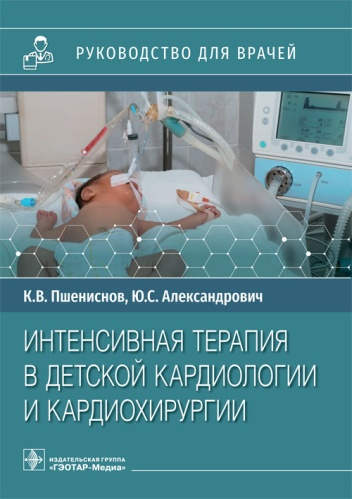 РУКОВОДСТВО ДЛЯ ВРАЧЕЙ
К.В. Пшениснов, Ю.С. Александрович
ИНТЕНСИВНАЯ ТЕРАПИЯ
В ДЕТСКОЙ КАРДИОЛОГИИ
И КАРДИОХИРУРГИИ
ИЗДАТЕЛЬСКАЯ ГРУППА
«ГЭОТАР-Медиа»